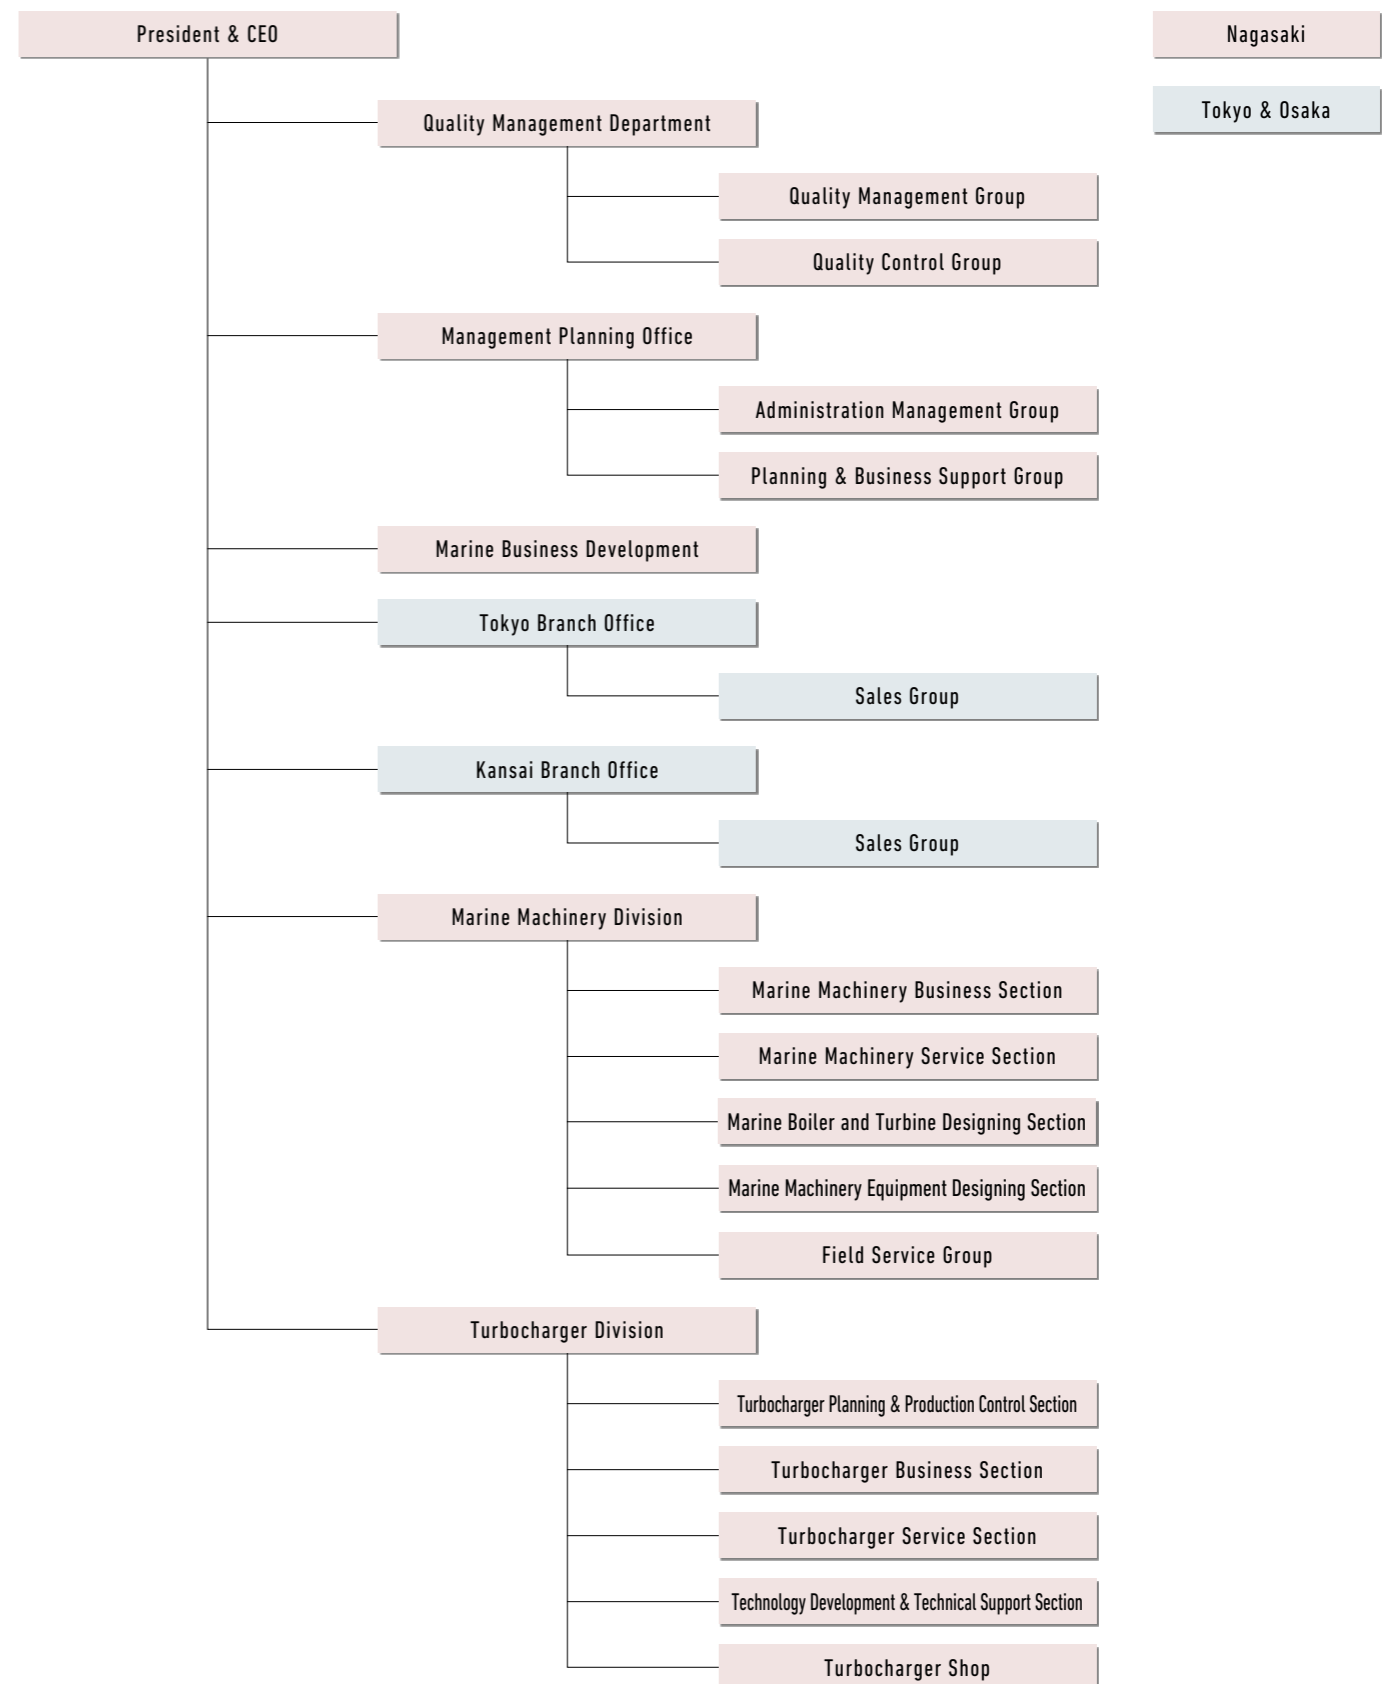 President & CEO
Nagasaki
Tokyo & Osaka
Quality Management Department
Quality Management Group
Quality Control Group
Management Planning Office
Administration Management Group
Planning & Business Support Group
Marine Business Development
Tokyo Branch Office
Sales Group
Kansai Branch Office
Sales Group
Marine Machinery Division
Marine Machinery Business Section
Marine Machinery Service Section
Marine Boiler and Turbine Designing Section
Marine Machinery Equipment Designing Section
Field Service Group
Turbocharger Division
Turbocharger Planning & Production Control Section
Turbocharger Business Section
Turbocharger Service Section
Technology Development & Technical Support Section
Turbocharger Shop